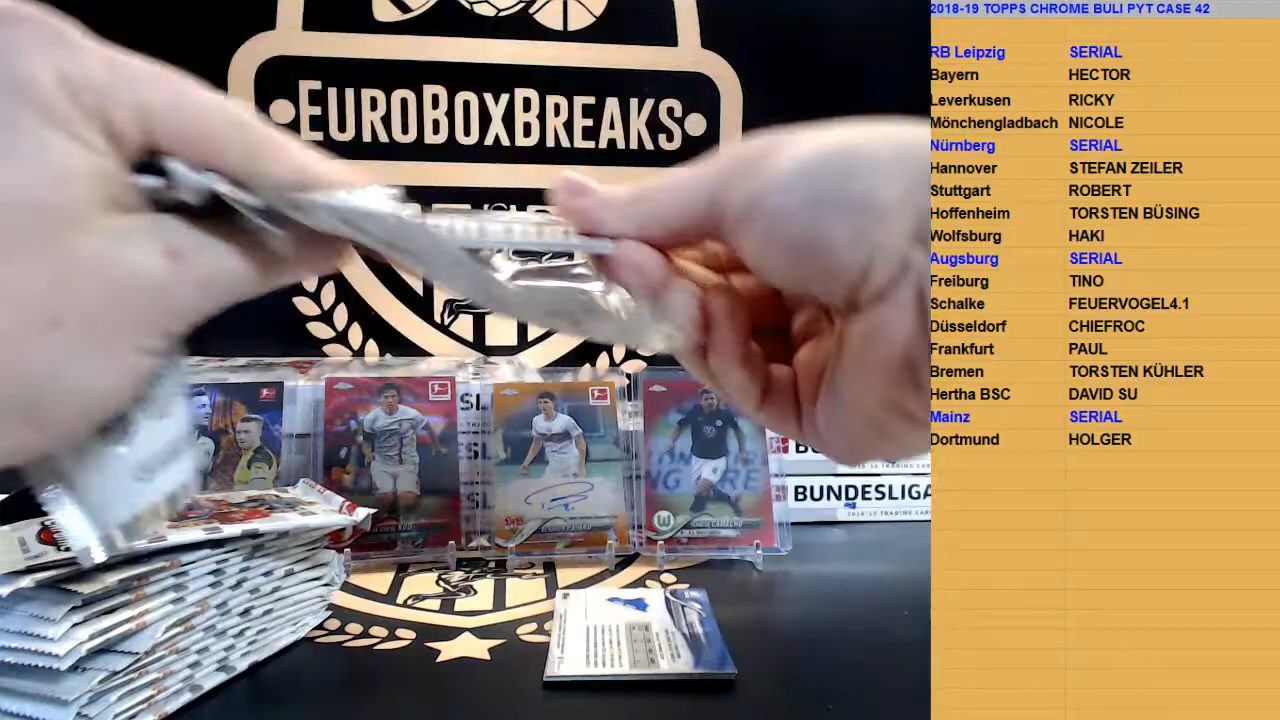 2018-19 TOPPS CHROME BULI PYT CASE 42
RB Leipzig SERIAL
Bayern HECTOR
Leverkusen RICKY
Mönchengladbach NICOLE
Nürnberg SERIAL
Hannover STEFAN ZEILER
Stuttgart ROBERT
Hoffenheim TORSTEN BÜSING
Wolfsburg HAKI
Augsburg SERIAL
Freiburg TINO
Schalke FEUERVOGEL4.1
Düsseldorf CHIEFROC
Frankfurt PAUL
Bremen TORSTEN KÜHLER
Hertha BSC DAVID SU
Mainz SERIAL
Dortmund HOLGER
EUROBOXBREAKS
BUNDESLIGA